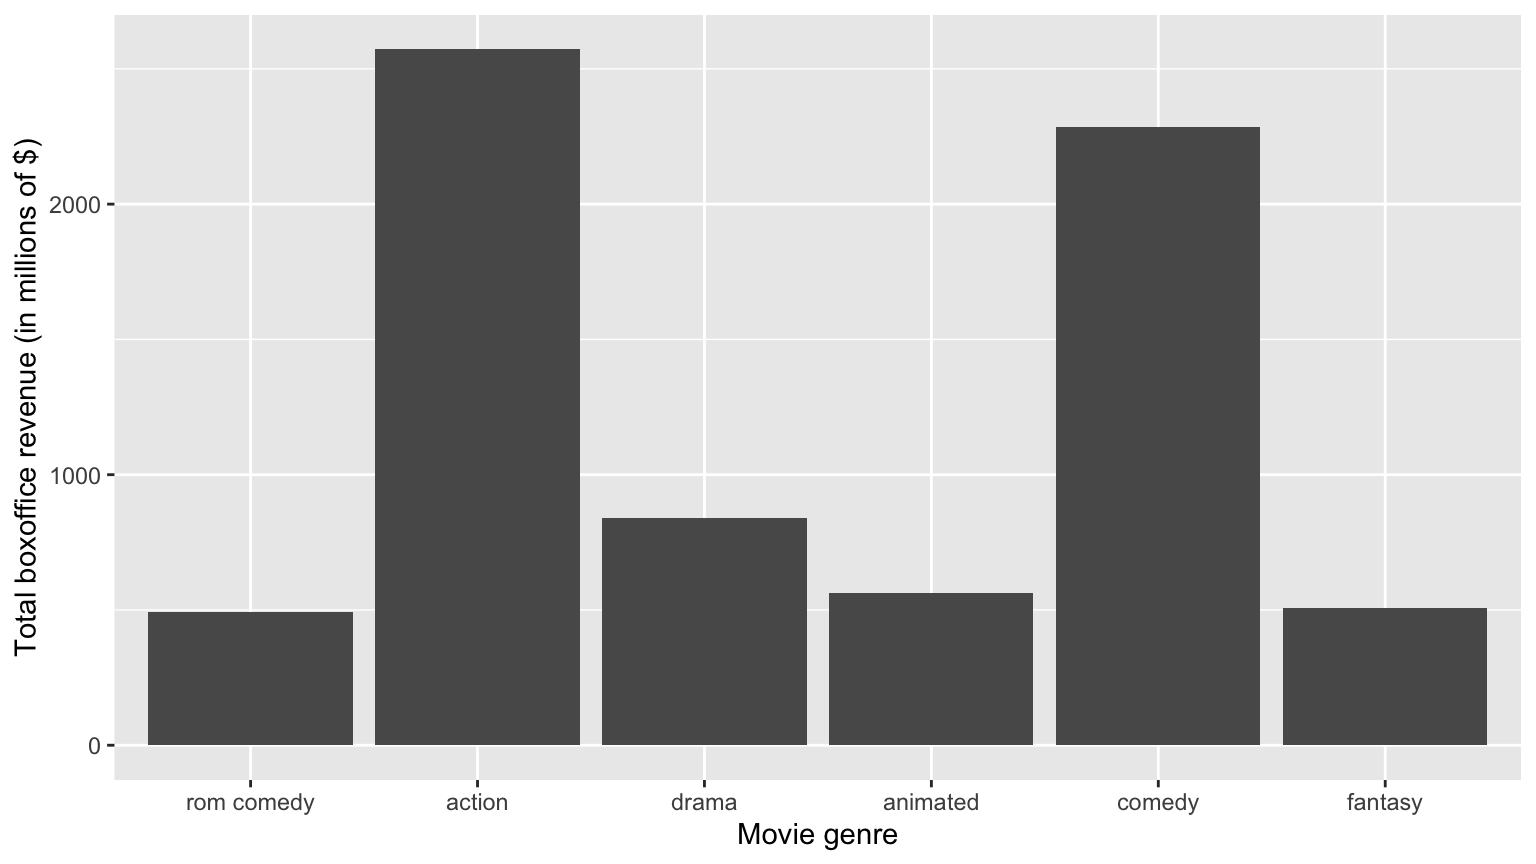 Total boxoffice revenue (in millions of $)
2000
1000
0
rom comedy action drama animated comedy fantasy
Movie genre